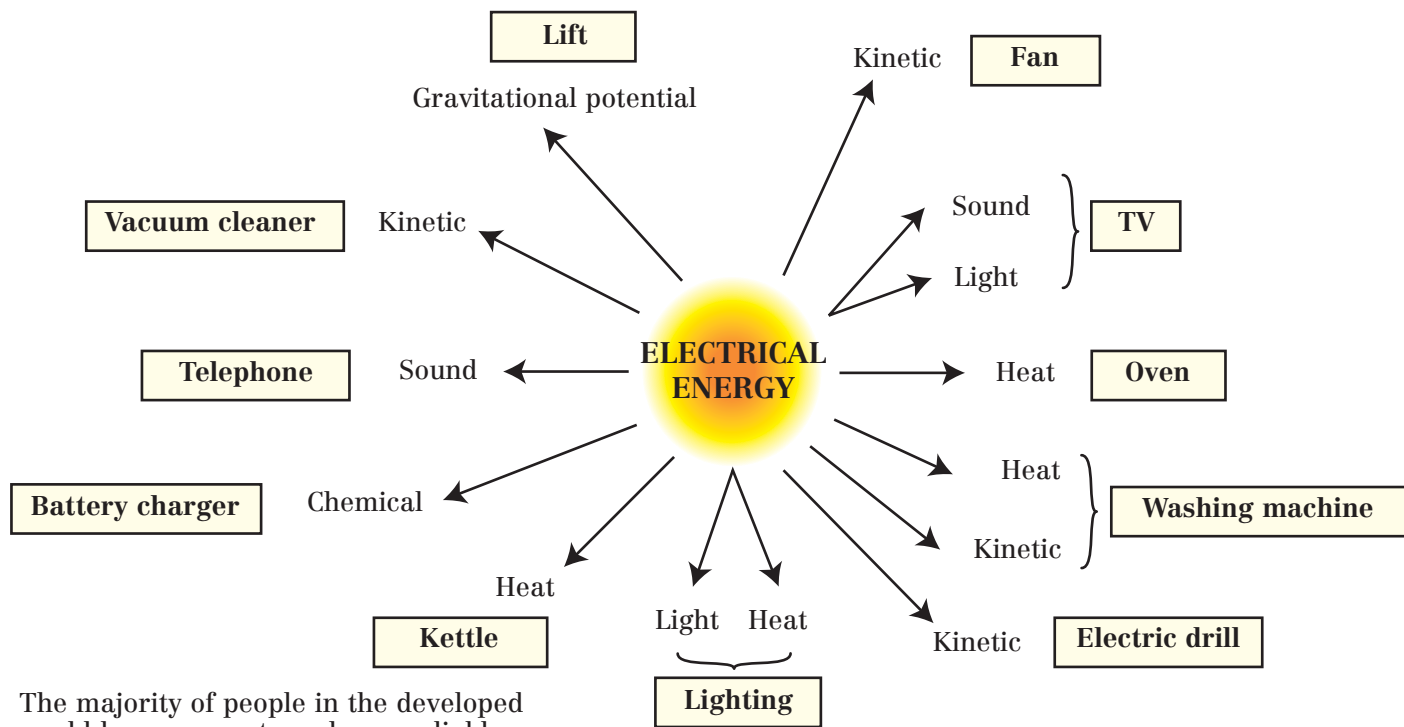 Lift
Gravitational potential
Kinetic
Fan
Vacuum cleaner
Kinetic
Sound
Light
TV
ELECTRICAL
ENERGY
Telephone
Sound
Heat
Oven
Battery charger
Chemical
Heat
Kinetic
Washing machine
Heat
Kettle
Light
Heat
Lighting
Kinetic
Electric drill
The majority of people in the developed